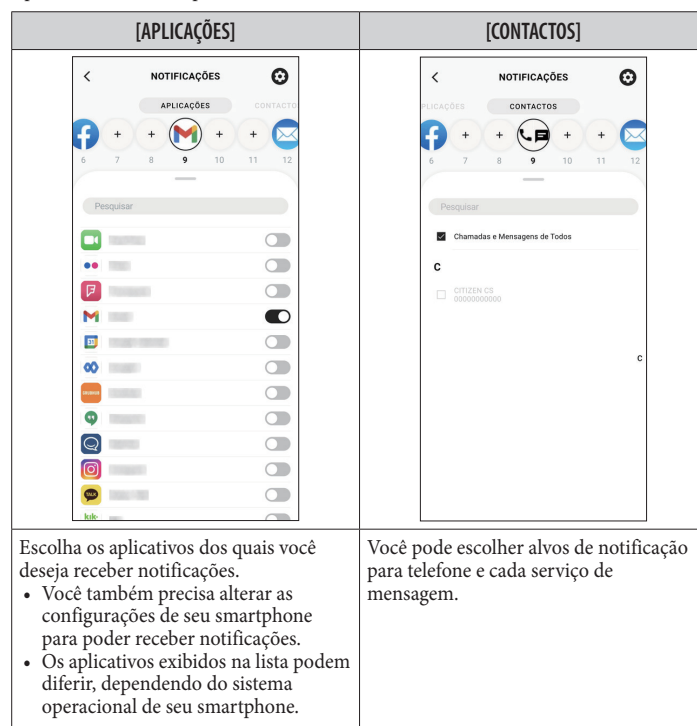 [APLICAÇÕES]
[CONTACTOS]
NOTIFICAÇÕES
APLICAÇÕES
CONTACTO
6 7 8 9 10 11 12
Pesquisar
31
TALK
kik
Escolha os aplicativos dos quais você
deseja receber notificações.
• Você também precisa alterar as
configurações de seu smartphone
para poder receber notificações.
• Os aplicativos exibidos na lista podem
diferir, dependendo do sistema
operacional de seu smartphone.
NOTIFICAÇÕES
PLICAÇÕES
CONTACTOS
6 7 8 9 10 11 12
Pesquisar
Chamadas e Mensagens de Todos
C
CITIZEN CS
00000000000
C
Você pode escolher alvos de notificação
para telefone e cada serviço de
mensagem.